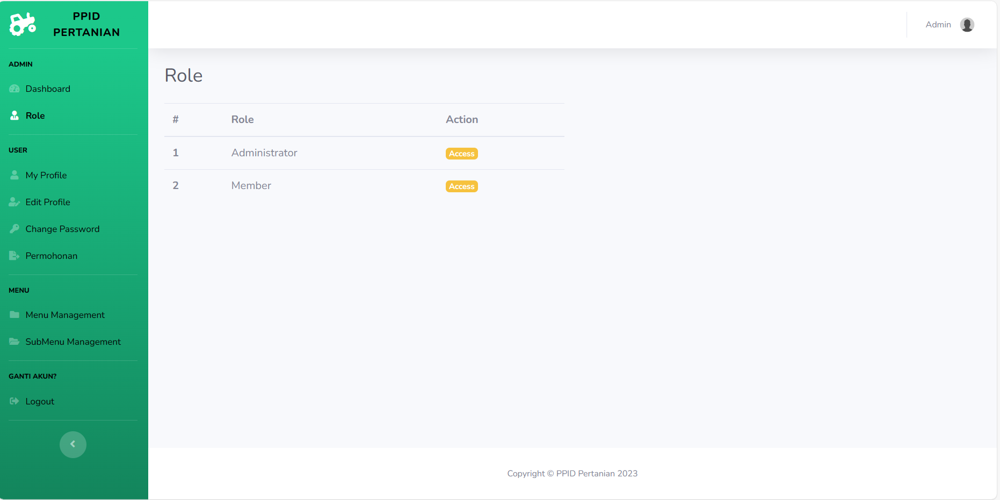 PPID
PERTANIAN
ADMIN
Dashboard
Role
USER
My Profile
Edit Profile
Change Password
Permohonan
MENU
Menu Management
SubMenu Management
GANTI AKUN?
Logout
Admin
Role
# Role Action
1 Administrator Access
2 Member Access
Copyright © PPID Pertanian 2023